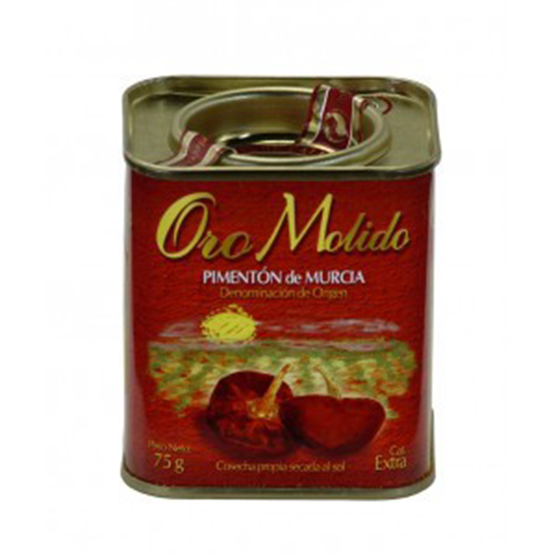 Oro Molido
PIMENTÓN de MURCIA
Denominación de Origen
Peso Neto:
75 g
Cosecha propia secada al sol
Cat.
Extra